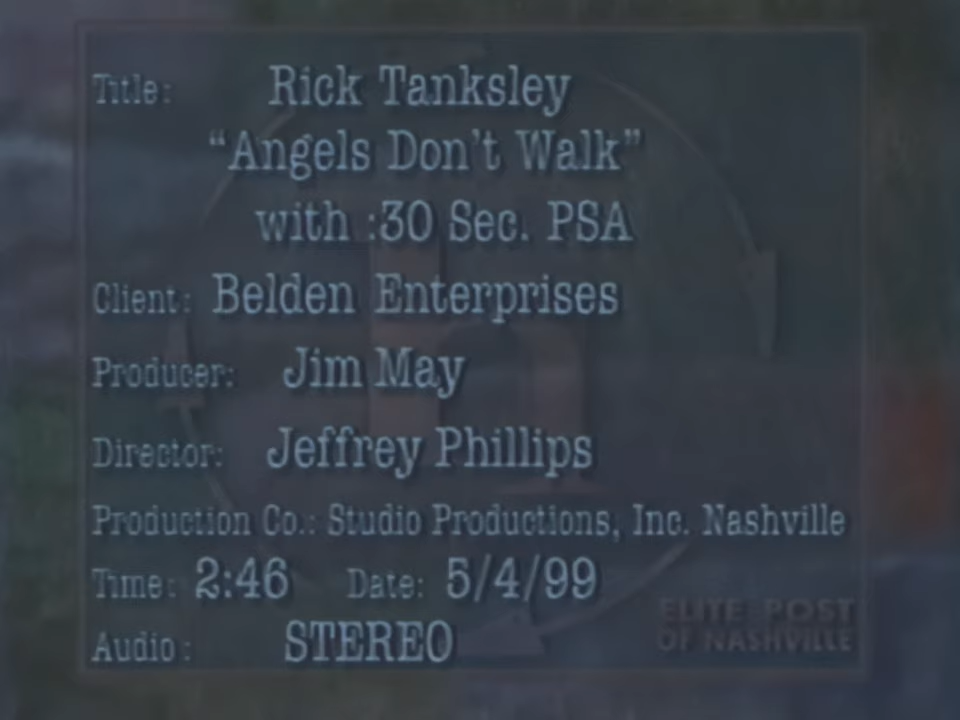 Title: Rick Tanksley
“Angels Don't Walk”
with :30 Sec. PSA
Client: Belden Enterprises
Producer: Jim May
Director: Jeffrey Phillips
Production Co.: Studio Productions, Inc. Nashville
Time: 2:46 Date: 5/4/99
Audio: STEREO
ELITE POST
OF NASHVILLE